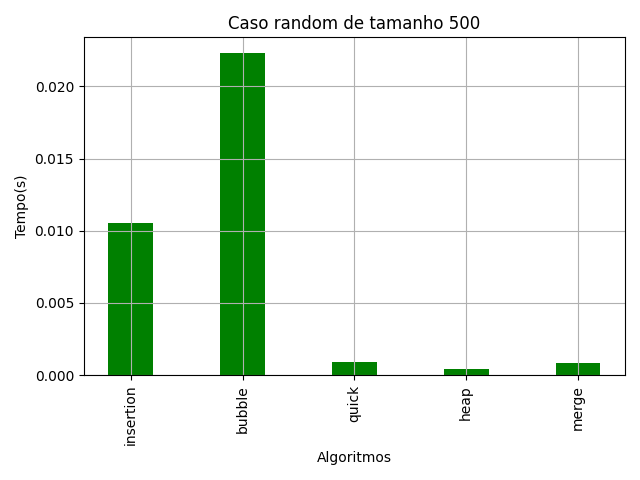 Caso random de tamanho 500
Tempo(s)
0.020
0.015
0.010
0.005
0.000
insertion
bubble
quick
heap
merge
Algoritmos